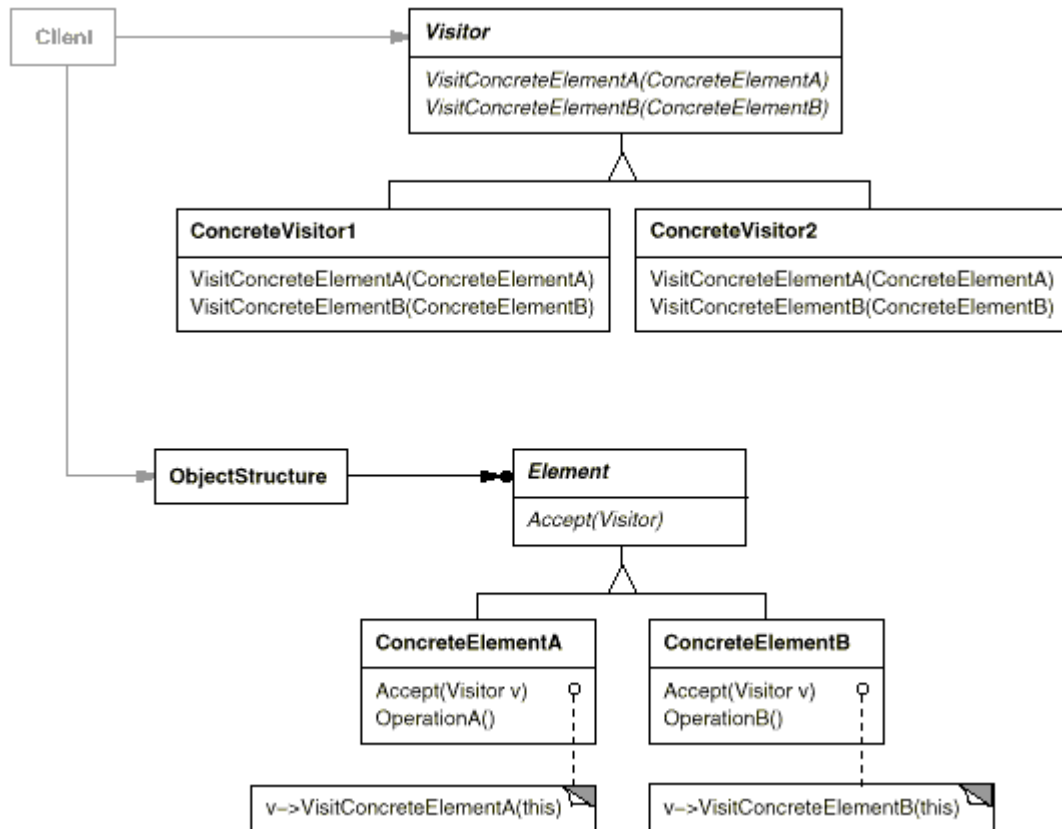 Client
Visitor
VisitConcreteElementA(ConcreteElementA)
VisitConcreteElementB(ConcreteElementB)
ConcreteVisitor1
VisitConcreteElementA(ConcreteElementA)
VisitConcreteElementB(ConcreteElementB)
ConcreteVisitor2
VisitConcreteElementA(ConcreteElementA)
VisitConcreteElementB(ConcreteElementB)
ObjectStructure
Element
Accept(Visitor)
ConcreteElementA
Accept(Visitor v)
OperationA()
ConcreteElementB
Accept(Visitor v)
OperationB()
v–>VisitConcreteElementA(this)
v–>VisitConcreteElementB(this)